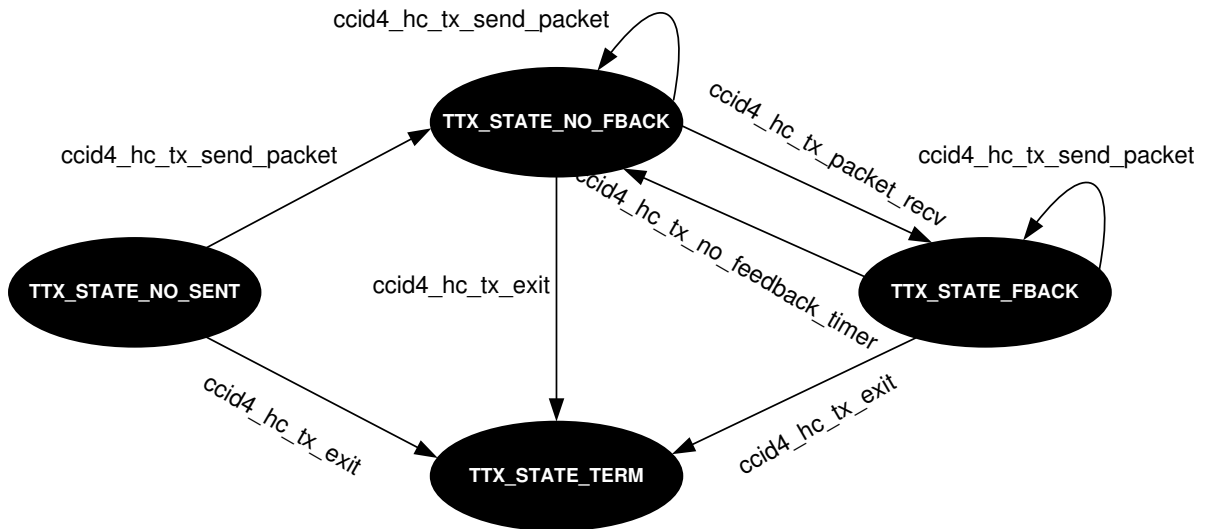 ccid4_hc_tx_send_packet
TTX_STATE_NO_FBACK
ccid4_hc_tx_packet_recv
ccid4_hc_tx_send_packet
ccid4_hc_tx_send_packet
ccid4_hc_tx_no_feedback_timer
TTX_STATE_NO_SENT
ccid4_hc_tx_exit
TTX_STATE_FBACK
ccid4_hc_tx_exit
ccid4_hc_tx_exit
TTX_STATE_TERM